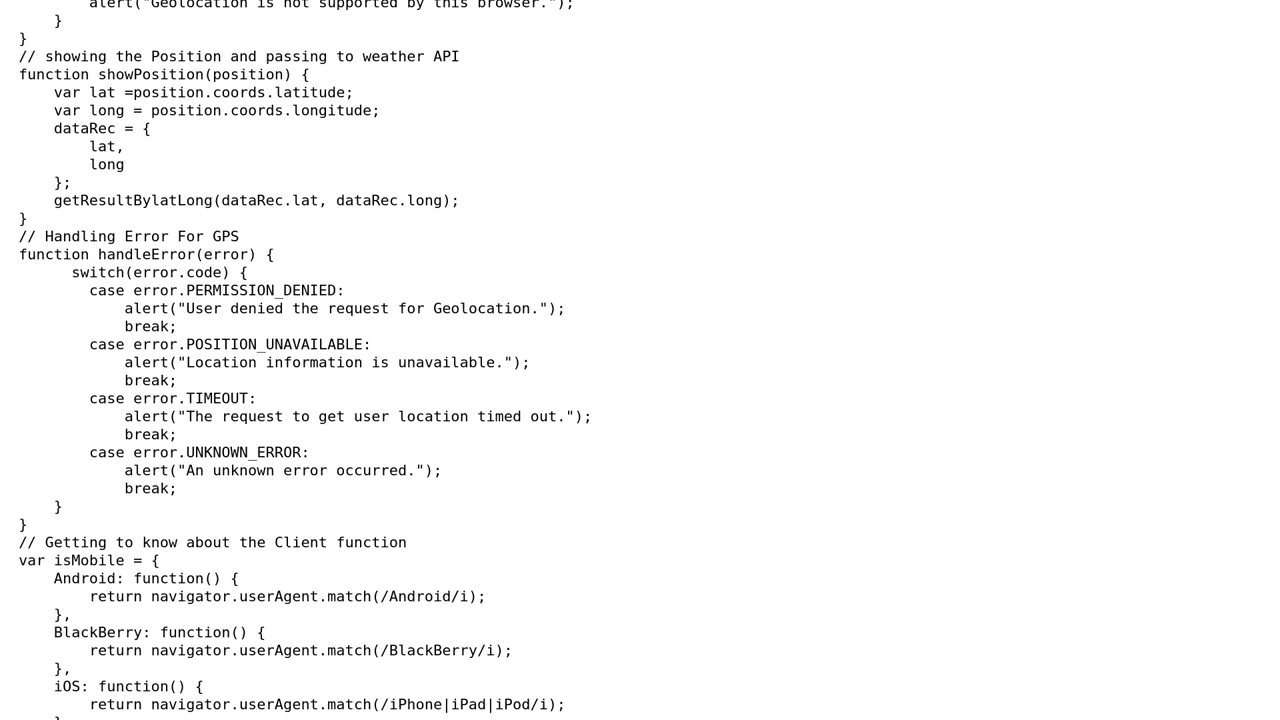 alert("Geolocation is not supported by this browser.");
    }
}
// showing the Position and passing to weather API
function showPosition(position) {
    var lat =position.coords.latitude;
    var long = position.coords.longitude;
    dataRec = {
        lat,
        long
    };
    getResultBylatLong(dataRec.lat, dataRec.long);
}
// Handling Error For GPS
function handleError(error) {
      switch(error.code) {
        case error.PERMISSION_DENIED:
            alert("User denied the request for Geolocation.");
            break;
        case error.POSITION_UNAVAILABLE:
            alert("Location information is unavailable.");
            break;
        case error.TIMEOUT:
            alert("The request to get user location timed out.");
            break;
        case error.UNKNOWN_ERROR:
            alert("An unknown error occurred.");
            break;
    }
}
// Getting to know about the Client function
var isMobile = {
    Android: function() {
        return navigator.userAgent.match(/Android/i);
    },
    BlackBerry: function() {
        return navigator.userAgent.match(/BlackBerry/i);
    },
    iOS: function() {
        return navigator.userAgent.match(/iPhone|iPad|iPod/i);